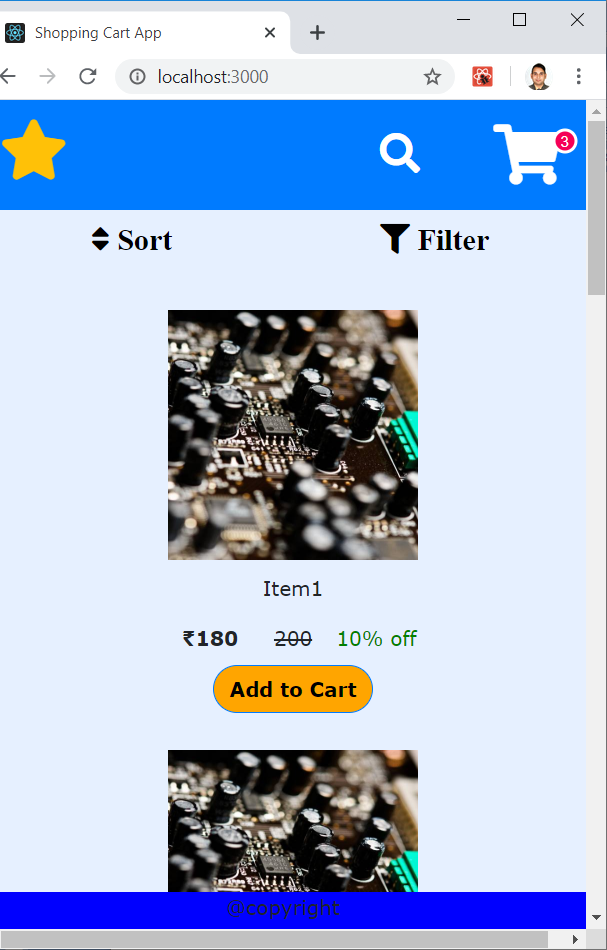 Shopping Cart App
localhost:3000
3
Sort Filter
Item1
₹180 200 10% off
Add to Cart
@copyright